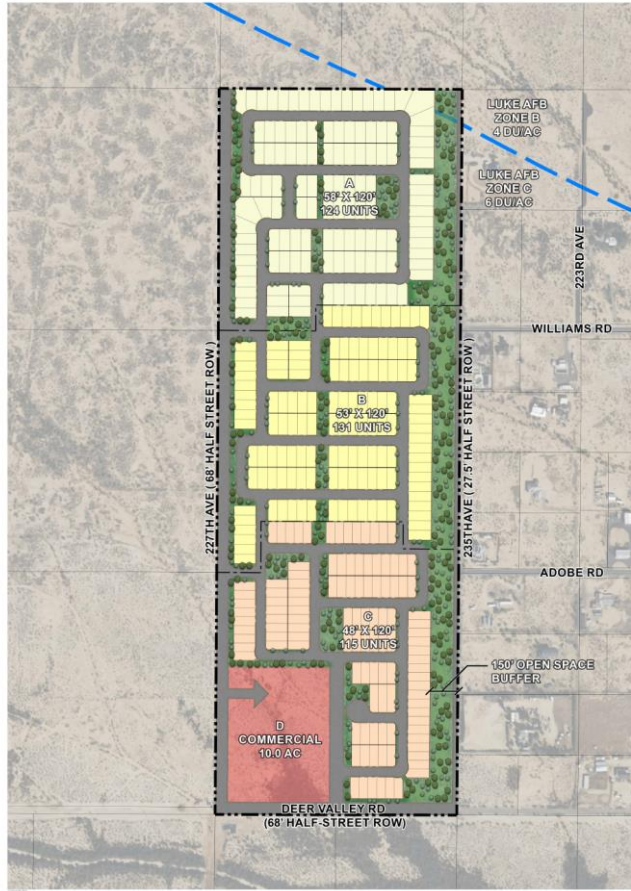 LUKE AFB
ZONE B
4 DU/AC
LUKE AFB
ZONE C
6 DU/AC
A
58' X 120'
124 UNITS
223RD AVE
WILLIAMS RD
B
53' X 120'
131 UNITS
227TH AVE ( 68' HALF STREET ROW)
235TH AVE ( 27.5' HALF STREET ROW )
ADOBE RD
C
48' X 120'
115 UNITS
150' OPEN SPACE
BUFFER
D
COMMERCIAL
10.0 AC
DEER VALLEY RD
(68' HALF-STREET ROW)